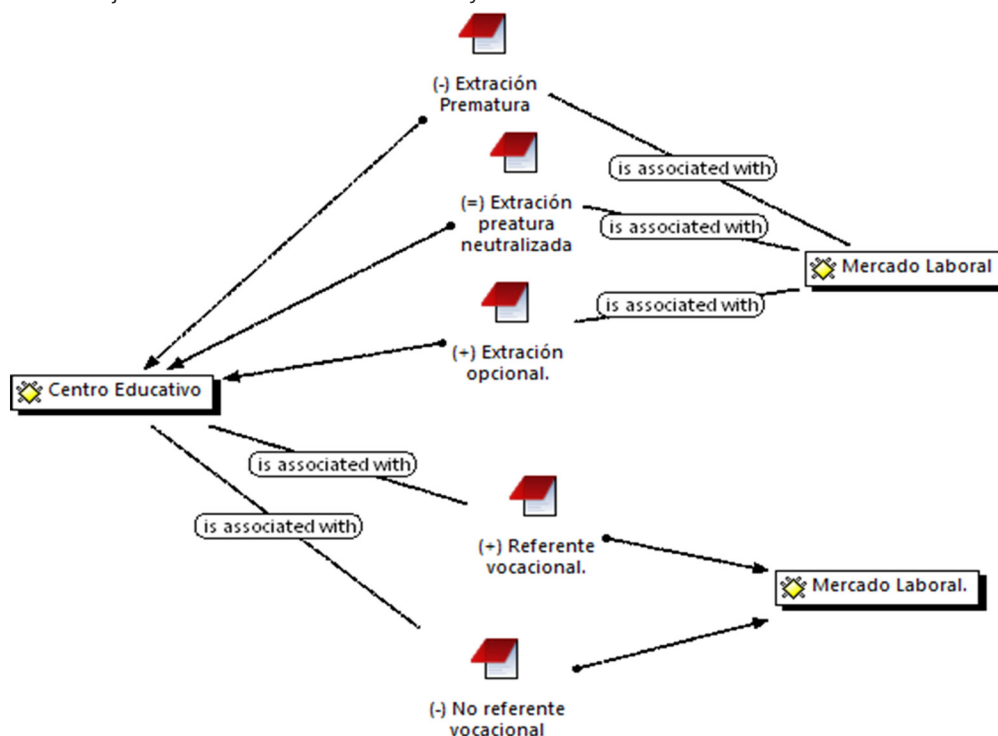 (-) Extración
Prematura
is associated with
(=) Extración
preatura
neutralizada
is associated with
Mercado Laboral
is associated with
(+) Extración
opcional.
Centro Educativo
is associated with
is associated with
(+) Referente
vocacional.
Mercado Laboral.
(-) No referente
vocacional